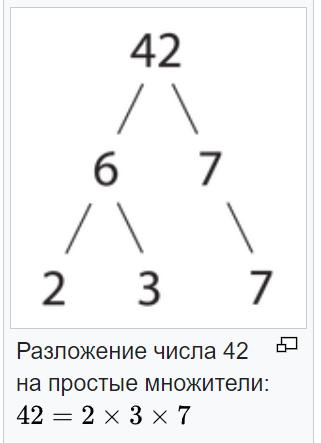 42
6 7
2 3 7
Разложение числа 42
на простые множители:
42 = 2 × 3 × 7